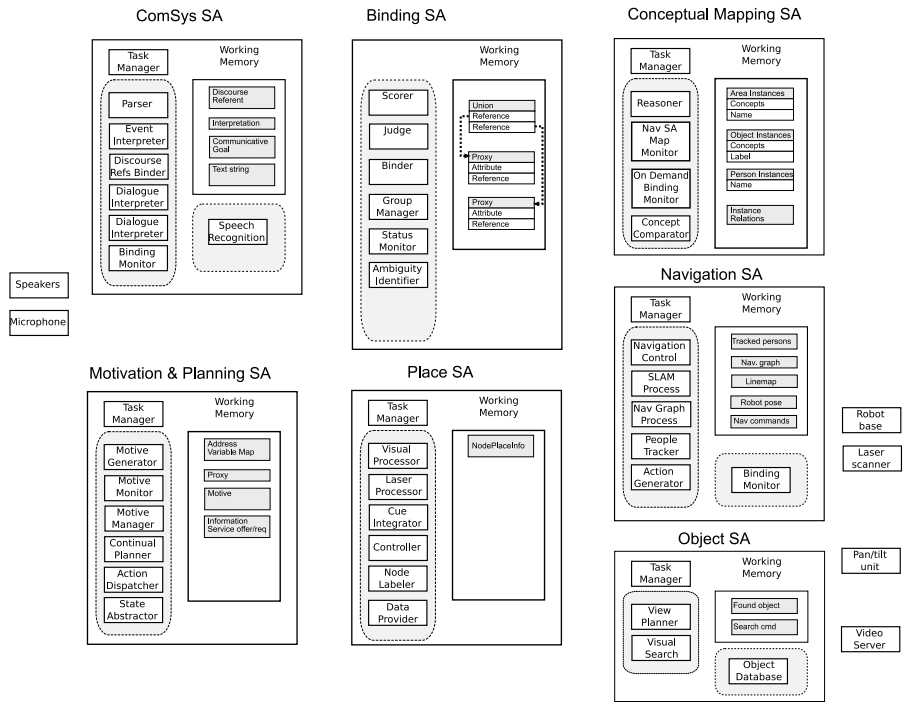 ComSys SA
Task
Manager
Working
Memory
Parser
Event
Interpreter
Discourse
Refs Binder
Dialogue
Interpreter
Dialogue
Interpreter
Binding
Monitor
Discourse
Referent
Interpretation
Communicative
Goal
Text string
Speech
Recognition
Speakers
Microphone
Binding SA
Working
Memory
Scorer
Judge
Binder
Group
Manager
Status
Monitor
Ambiguity
Identifier
Union
Reference
Reference
Proxy
Attribute
Reference
Proxy
Attribute
Reference
Conceptual Mapping SA
Task
Manager
Working
Memory
Reasoner
Nav SA
Map
Monitor
On Demand
Binding
Monitor
Concept
Comparator
Area Instances
Concepts
Name
Object Instances
Concepts
Label
Person Instances
Name
Instance
Relations
Motivation & Planning SA
Task
Manager
Working
Memory
Motive
Generator
Motive
Monitor
Motive
Manager
Continual
Planner
Action
Dispatcher
State
Abstractor
Address
Variable Map
Proxy
Motive
Information
Service offer/req
Place SA
Task
Manager
Working
Memory
Visual
Processor
Laser
Processor
Cue
Integrator
Controller
Node
Labeler
Data
Provider
NodePlaceInfo
Navigation SA
Task
Manager
Working
Memory
Navigation
Control
SLAM
Process
Nav Graph
Process
People
Tracker
Action
Generator
Tracked persons
Nav. graph
Linemap
Robot pose
Nav commands
Binding
Monitor
Robot
base
Laser
scanner
Object SA
Task
Manager
Working
Memory
View
Planner
Visual
Search
Found object
Search cmd
Object
Database
Pan/tilt
unit
Video
Server